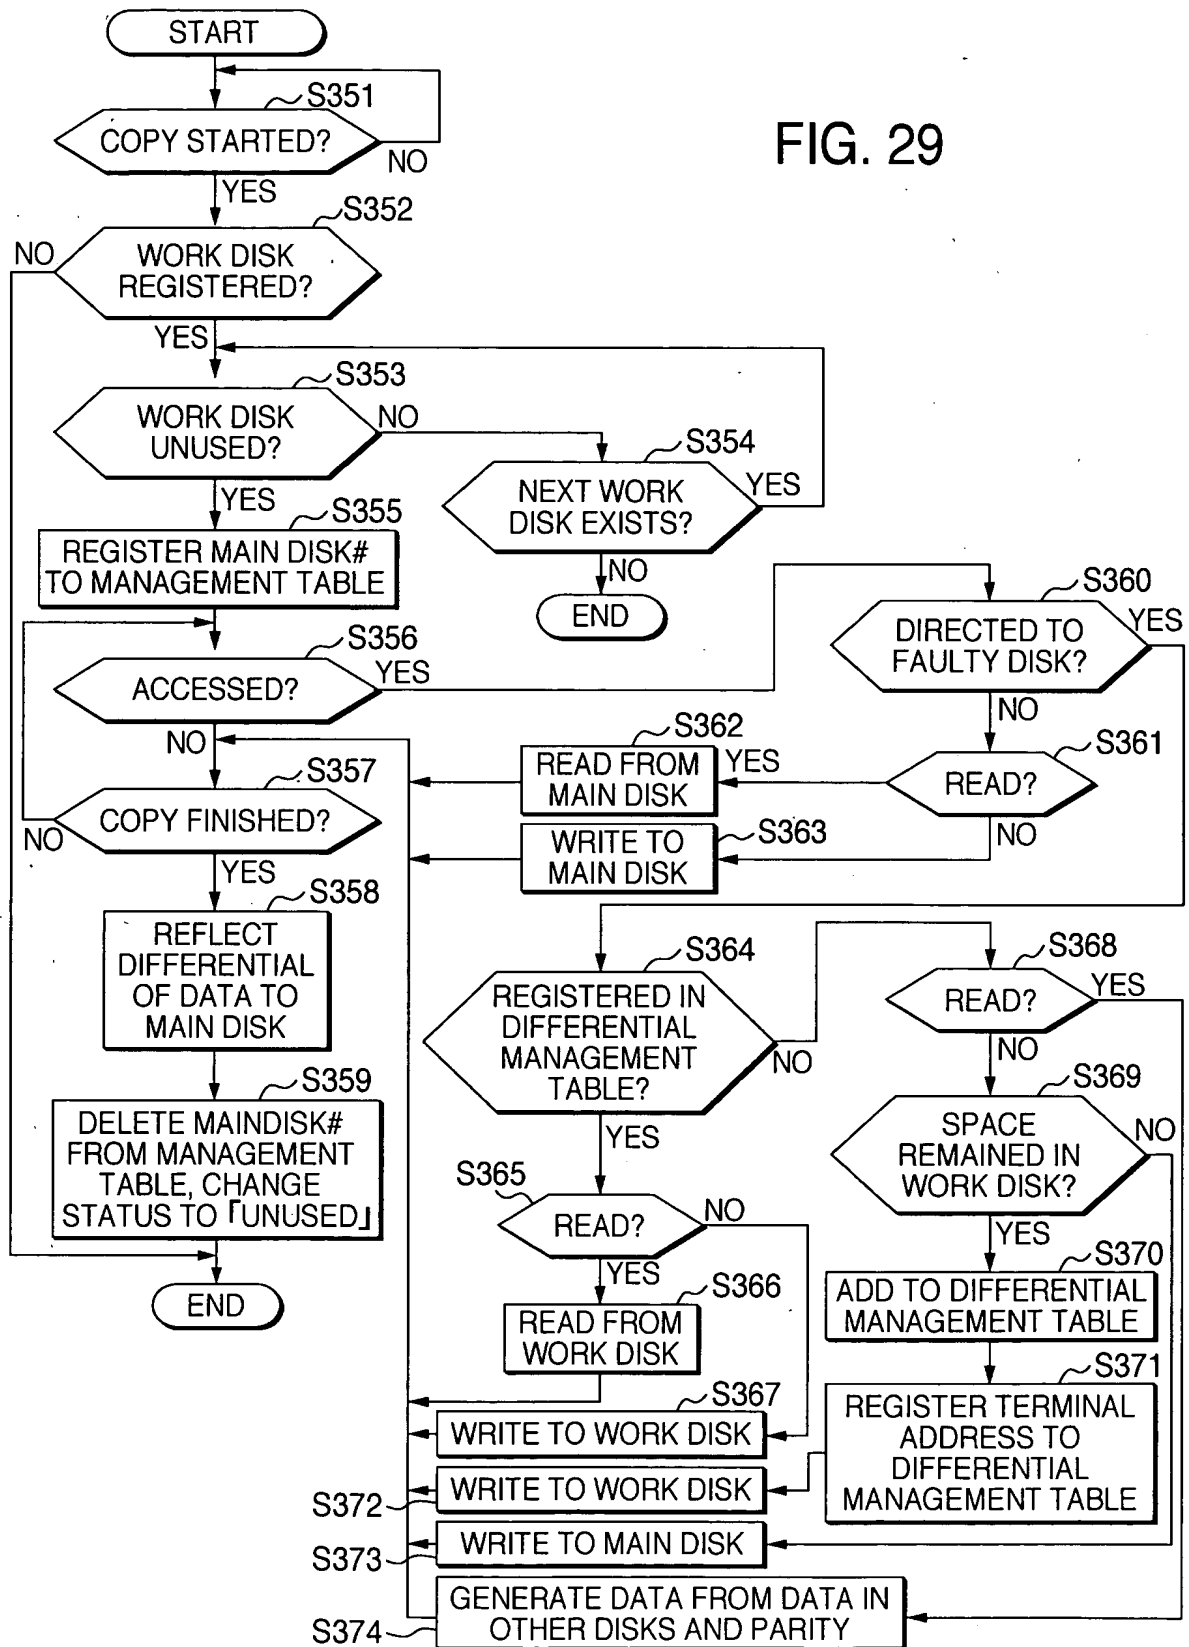 START
S351
COPY STARTED?
NO
FIG. 29
YES
S352
NO
WORK DISK
REGISTERED?
YES
S353
WORK DISK
UNUSED?
NO
S354
NEXT WORK
DISK EXISTS?
YES
YES
S355
REGISTER MAIN DISK#
TO MANAGEMENT TABLE
NO
END
S360
DIRECTED TO
FAULTY DISK?
YES
S356
ACCESSED?
YES
NO
NO
S362
READ FROM
MAIN DISK
YES
S361
READ?
S357
COPY FINISHED?
NO
S363
WRITE TO
MAIN DISK
NO
YES
S358
REFLECT
DIFFERENTIAL
OF DATA TO
MAIN DISK
S364
REGISTERED IN
DIFFERENTIAL
MANAGEMENT
TABLE?
NO
S368
READ?
YES
NO
S359
DELETE MAINDISK#
FROM MANAGEMENT
TABLE, CHANGE
STATUS TO「UNUSED」
S369
SPACE
REMAINED IN
WORK DISK?
NO
YES
S365
READ?
NO
YES
YES
END
S366
READ FROM
WORK DISK
S370
ADD TO DIFFERENTIAL
MANAGEMENT TABLE
S371
REGISTER TERMINAL
ADDRESS TO
DIFFERENTIAL
MANAGEMENT TABLE
S367
WRITE TO WORK DISK
WRITE TO WORK DISK
S372
WRITE TO MAIN DISK
S373
GENERATE DATA FROM DATA IN
OTHER DISKS AND PARITY
S374